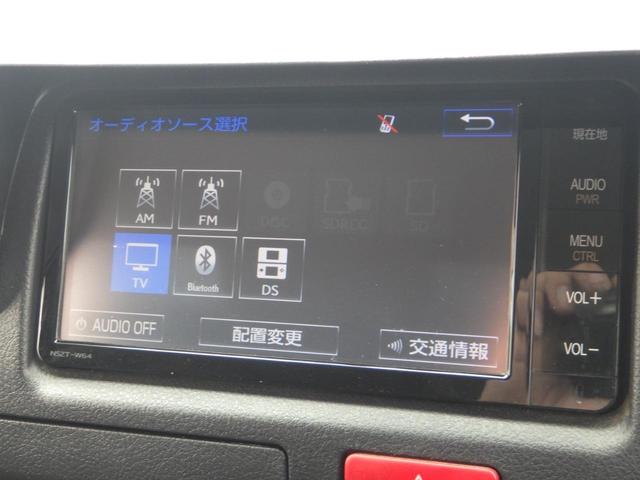 オーディオソース選択
現在地
AM
FM
DISC
SDREC
SD
AUDIO
PWR
MENU
CTRL
TV
Bluetooth
DS
VOL+
AUDIO OFF
配置変更
交通情報
VOL-
NSZT-W64